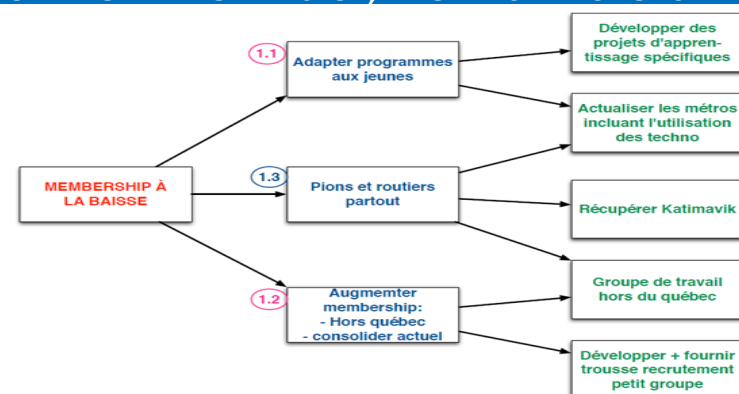 Développer des
projets d'appren-
tissage spécifiques
1.1
Adapter programmes
aux jeunes
Actualiser les métros
incluant l'utilisation
des techno
MEMBERSHIP À
LA BAISSE
1.3
Pions et routiers
partout
Récupérer Katimavik
1.2
Augmemter
membership:
- Hors québec
- consolider actuel
Groupe de travail
hors du québec
Développer + fournir
trousse recrutement
petit groupe